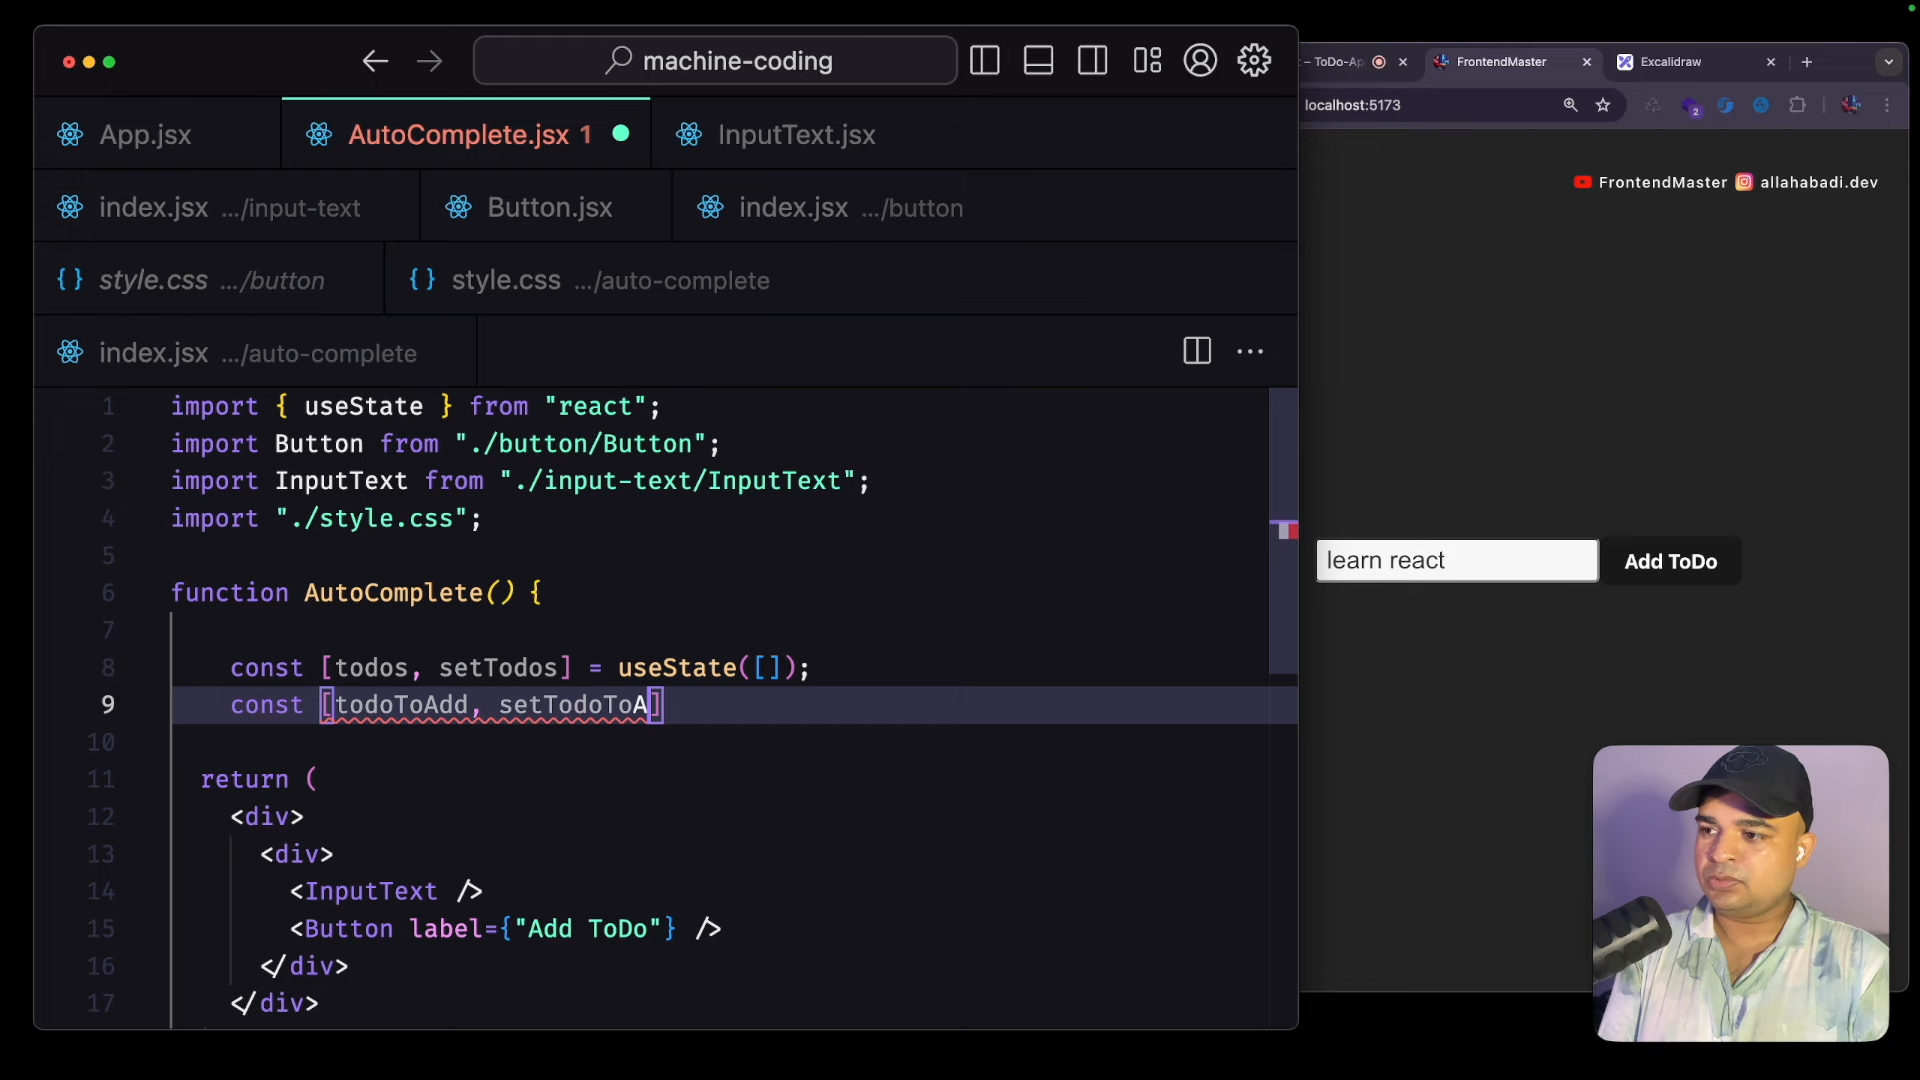 machine-coding
App.jsx
AutoComplete.jsx 1
InputText.jsx
index.jsx .../input-text
Button.jsx
index.jsx .../button
style.css .../button
style.css .../auto-complete
index.jsx .../auto-complete
1 import { useState } from "react";
2 import Button from "./button/Button";
3 import InputText from "./input-text/InputText";
4 import "./style.css";
5
6 function AutoComplete() {
7
8 const [todos, setTodos] = useState([]);
9 const [todoToAdd, setTodoToA]
10
11 return (
12 <div>
13 <div>
14 <InputText />
15 <Button label={"Add ToDo"} />
16 </div>
17 </div>
– ToDo-Ap
FrontendMaster
Excalidraw
localhost:5173
2
FrontendMaster allahabadi.dev
learn react
Add ToDo